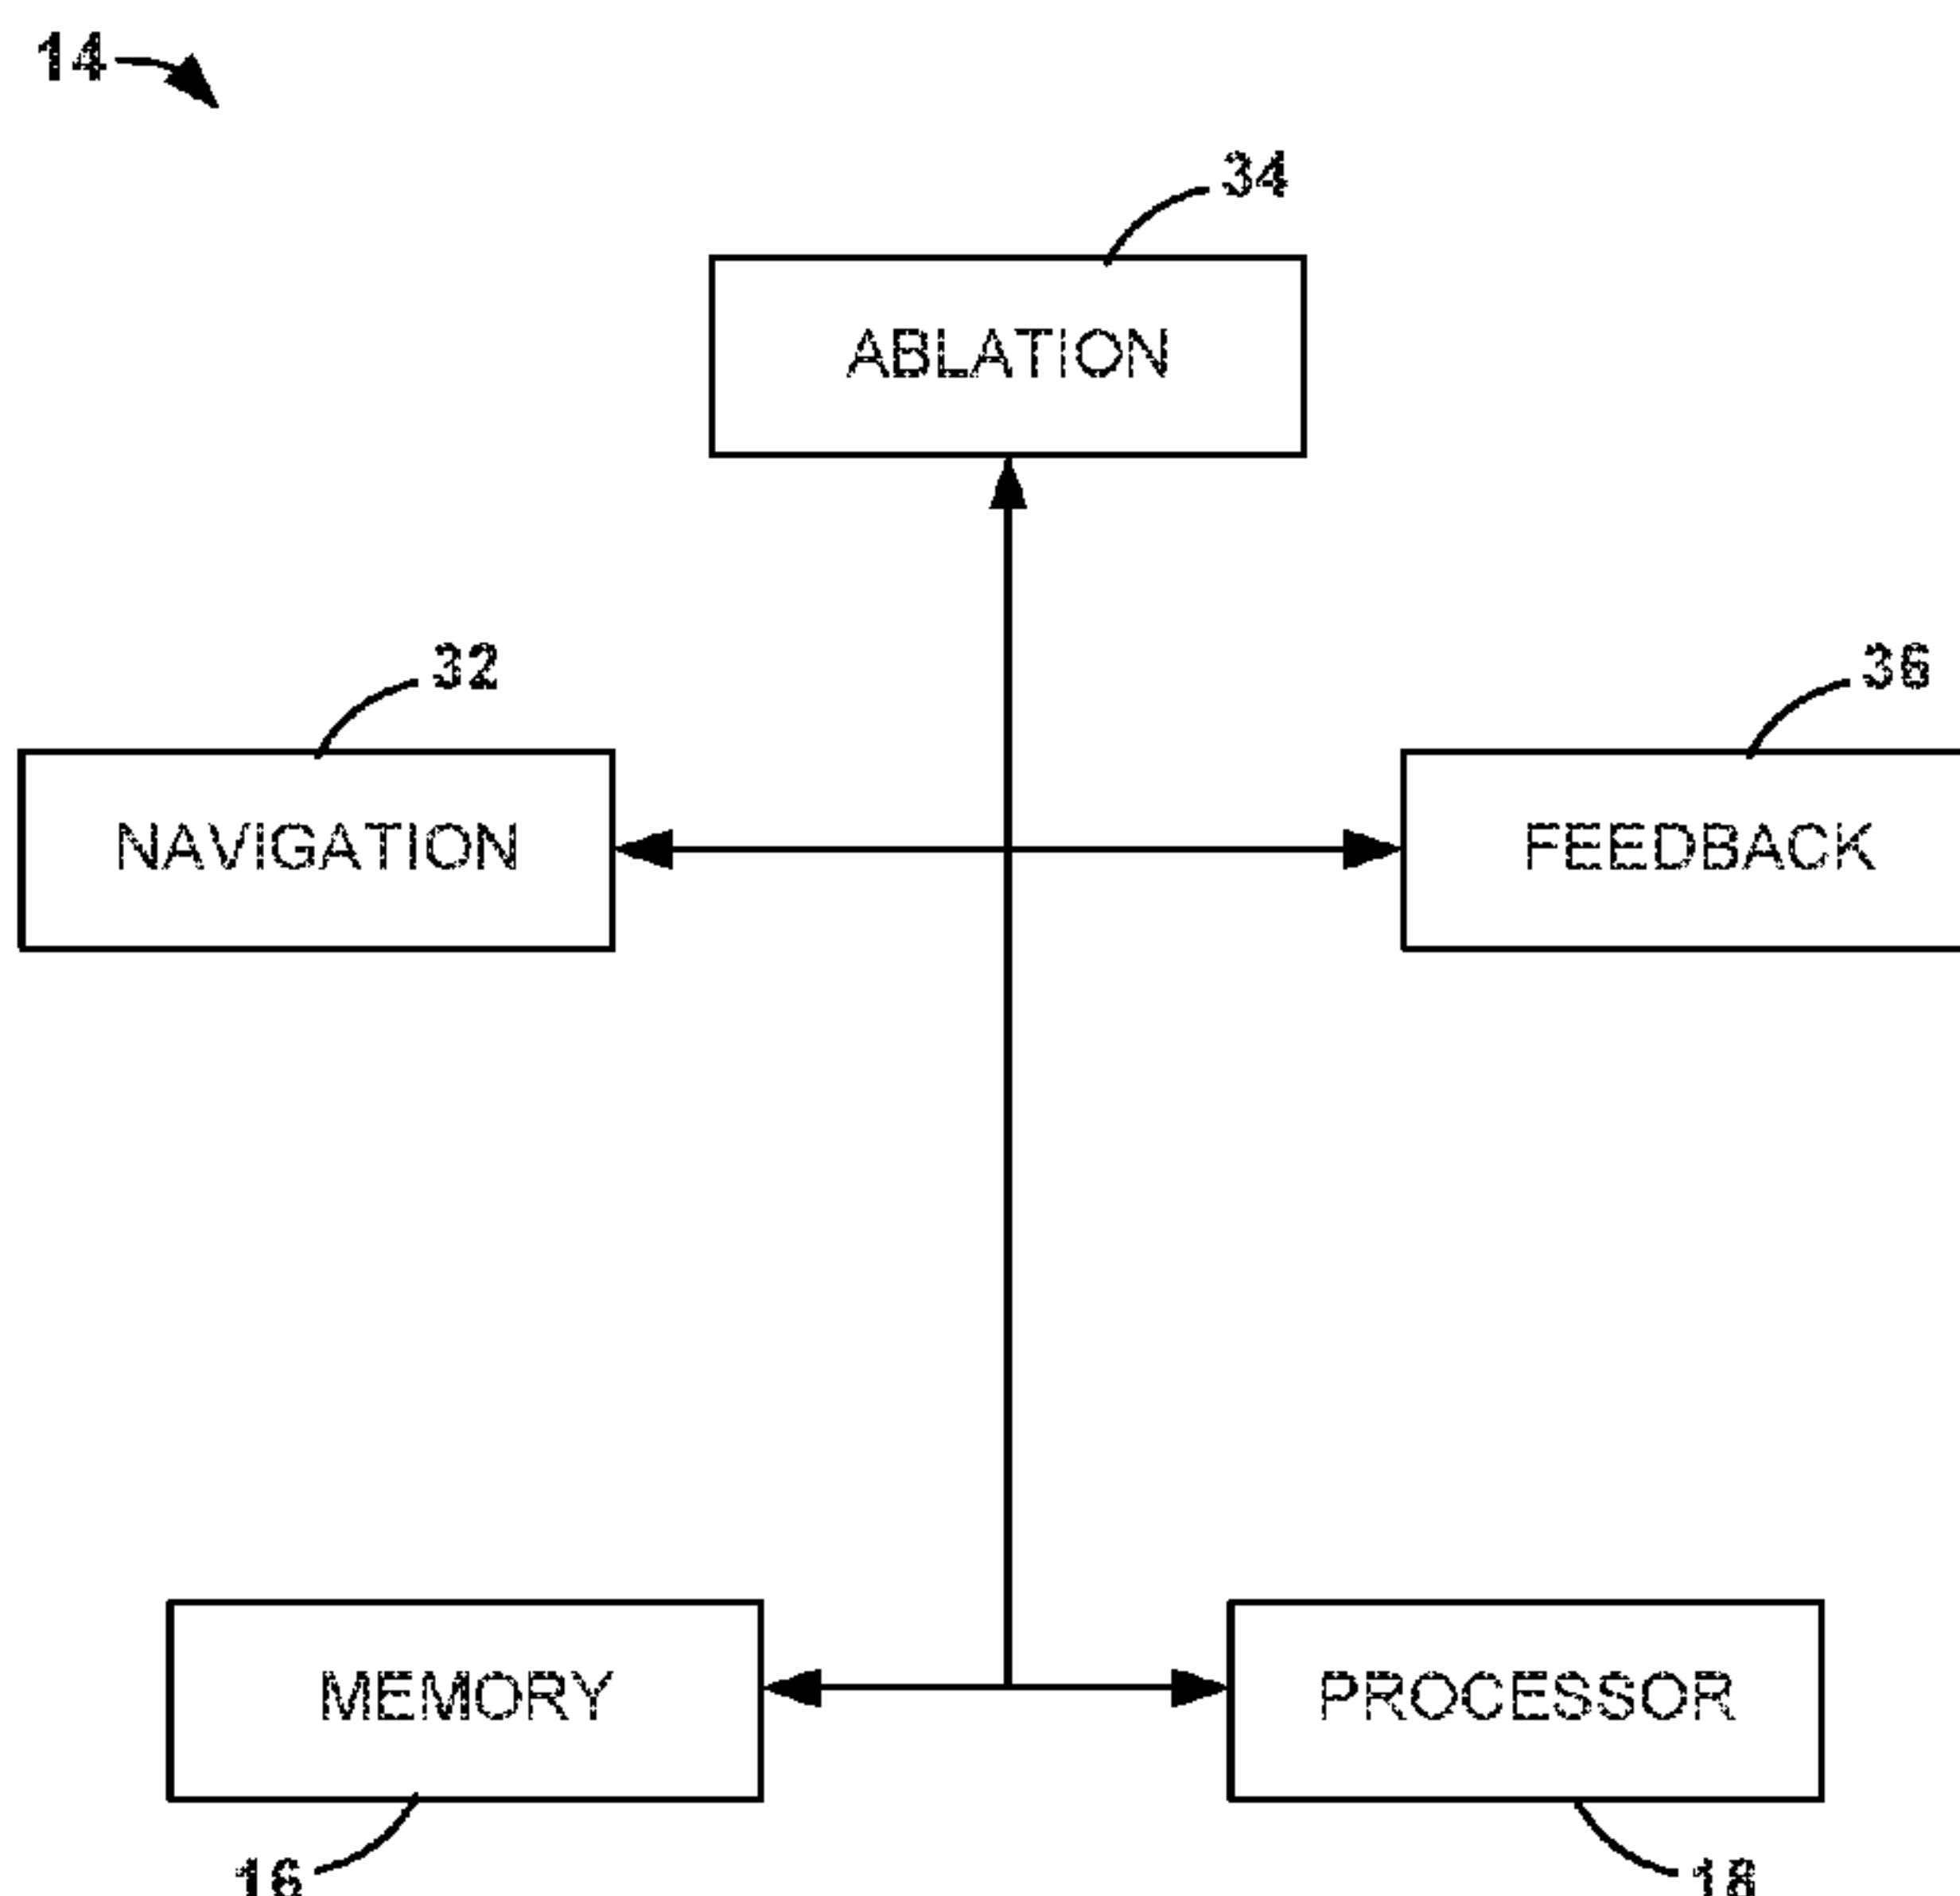 14
34
ABLATION
32
36
NAVIGATION
FEEDBACK
MEMORY
PROCESSOR
16
18